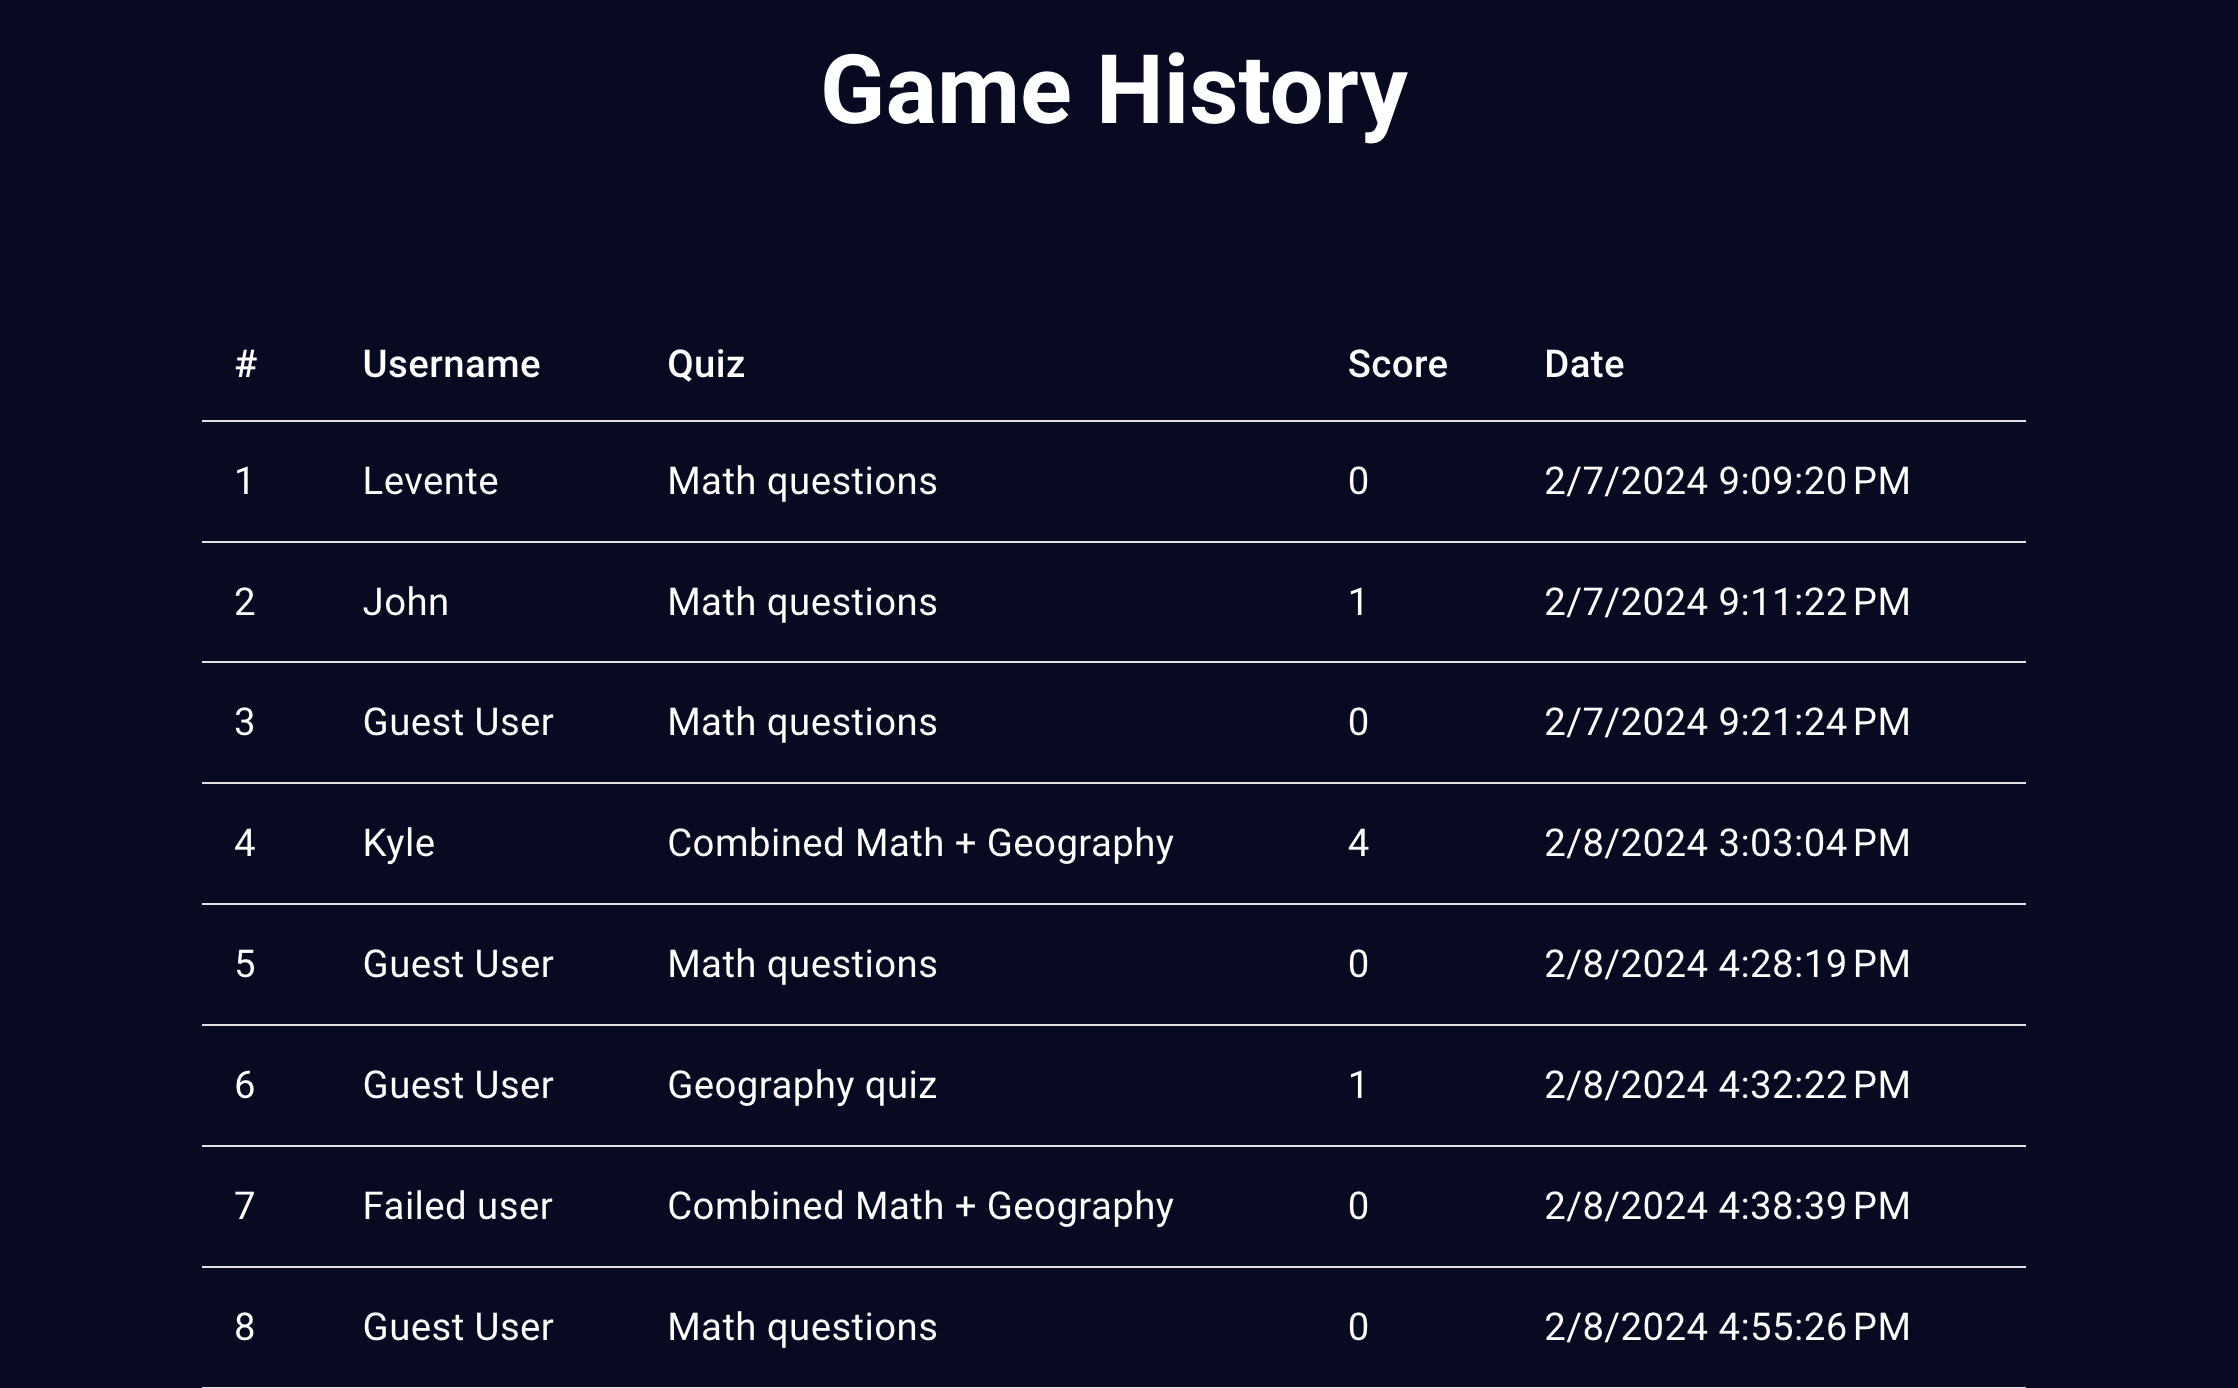 Game History
# Username Quiz Score Date
1 Levente Math questions 0 2/7/2024 9:09:20 PM
2 John Math questions 1 2/7/2024 9:11:22 PM
3 Guest User Math questions 0 2/7/2024 9:21:24 PM
4 Kyle Combined Math + Geography 4 2/8/2024 3:03:04 PM
5 Guest User Math questions 0 2/8/2024 4:28:19 PM
6 Guest User Geography quiz 1 2/8/2024 4:32:22 PM
7 Failed user Combined Math + Geography 0 2/8/2024 4:38:39 PM
8 Guest User Math questions 0 2/8/2024 4:55:26 PM